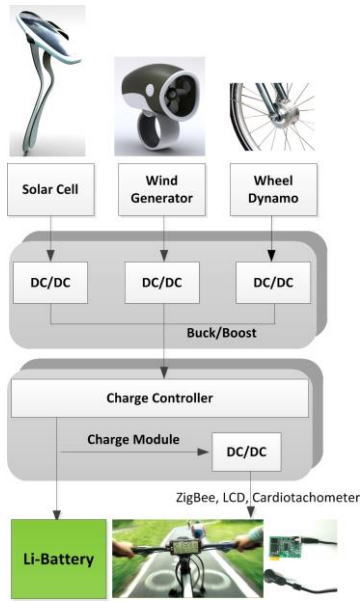 Solar Cell
Wind
Generator
Wheel
Dynamo
DC/DC
DC/DC
DC/DC
Buck/Boost
Charge Controller
Charge Module
DC/DC
ZigBee, LCD, Cardiotachometer
Li-Battery